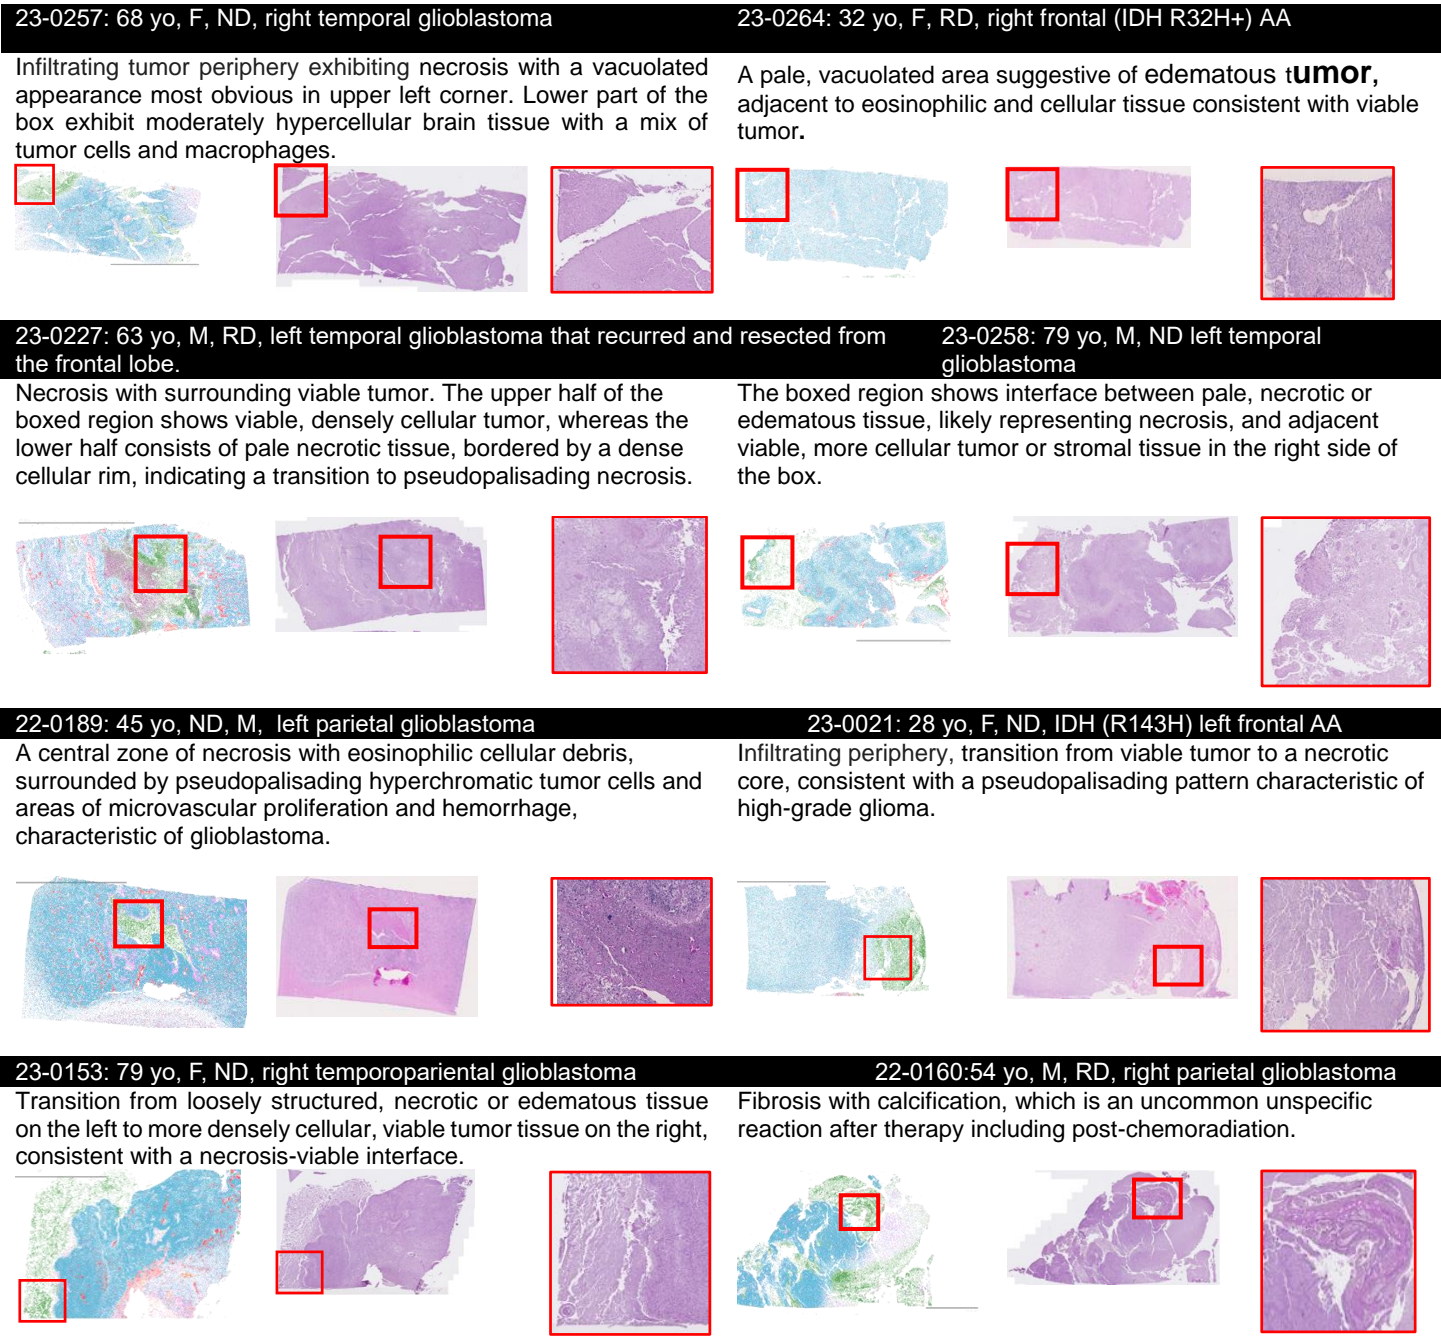 23-0257: 68 yo, F, ND, right temporal glioblastoma
Infiltrating tumor periphery exhibiting necrosis with a vacuolated
appearance most obvious in upper left corner. Lower part of the
box exhibit moderately hypercellular brain tissue with a mix of
tumor cells and macrophages.
23-0264: 32 yo, F, RD, right frontal (IDH R32H+) AA
A pale, vacuolated area suggestive of edematous tumor,
adjacent to eosinophilic and cellular tissue consistent with viable
tumor.
23-0227: 63 yo, M, RD, left temporal glioblastoma that recurred and resected from
the frontal lobe.
Necrosis with surrounding viable tumor. The upper half of the
boxed region shows viable, densely cellular tumor, whereas the
lower half consists of pale necrotic tissue, bordered by a dense
cellular rim, indicating a transition to pseudopalisading necrosis.
23-0258: 79 yo, M, ND left temporal
glioblastoma
The boxed region shows interface between pale, necrotic or
edematous tissue, likely representing necrosis, and adjacent
viable, more cellular tumor or stromal tissue in the right side of
the box.
22-0189: 45 yo, ND, M, left parietal glioblastoma
A central zone of necrosis with eosinophilic cellular debris,
surrounded by pseudopalisading hyperchromatic tumor cells and
areas of microvascular proliferation and hemorrhage,
characteristic of glioblastoma.
23-0021: 28 yo, F, ND, IDH (R143H) left frontal AA
Infiltrating periphery, transition from viable tumor to a necrotic
core, consistent with a pseudopalisading pattern characteristic of
high-grade glioma.
23-0153: 79 yo, F, ND, right temporopariental glioblastoma
Transition from loosely structured, necrotic or edematous tissue
on the left to more densely cellular, viable tumor tissue on the right,
consistent with a necrosis-viable interface.
22-0160:54 yo, M, RD, right parietal glioblastoma
Fibrosis with calcification, which is an uncommon unspecific
reaction after therapy including post-chemoradiation.